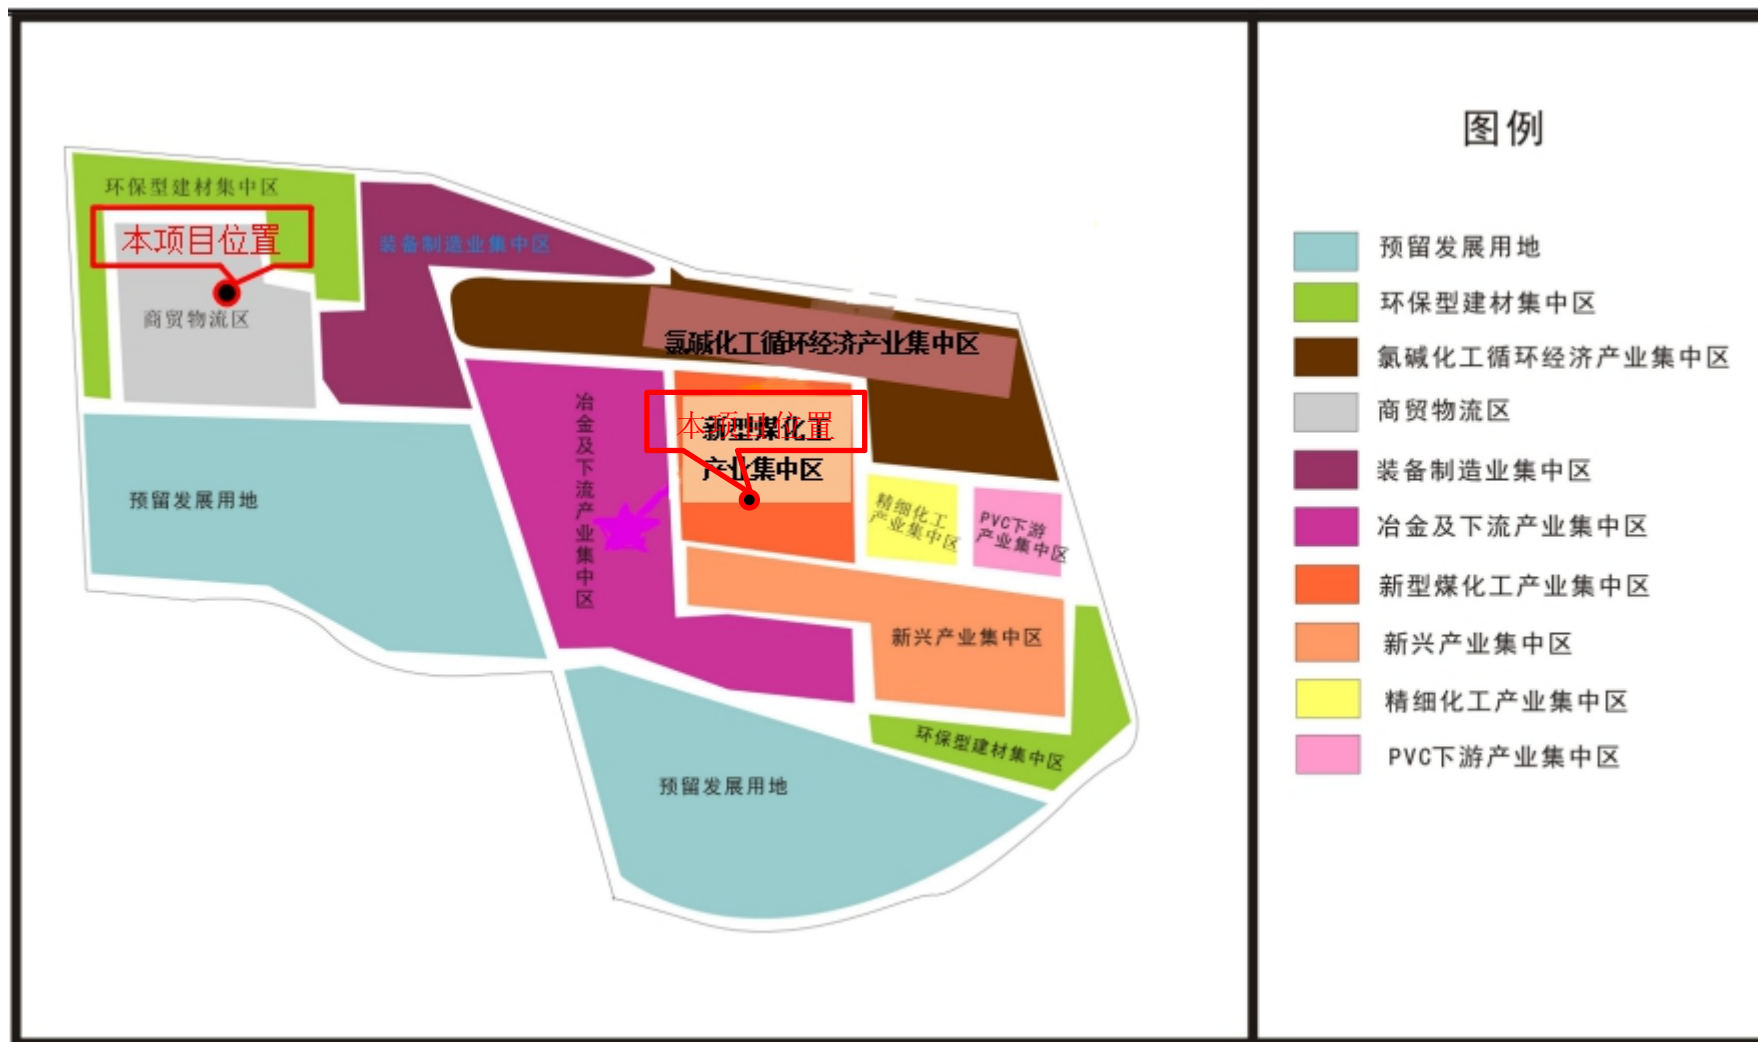 图例
环保型建材集中区
本项目位置
商贸物流区
装备制造业集中区
氯碱化工循环经济产业集中区
冶金及下流产业集中区
本项目位置
新型煤化工
产业集中区
预留发展用地
精细化工
产业集中区
PVC下游
产业集中区
新兴产业集中区
环保型建材集中区
预留发展用地
预留发展用地
环保型建材集中区
氯碱化工循环经济产业集中区
商贸物流区
装备制造业集中区
冶金及下流产业集中区
新型煤化工产业集中区
新兴产业集中区
精细化工产业集中区
PVC下游产业集中区